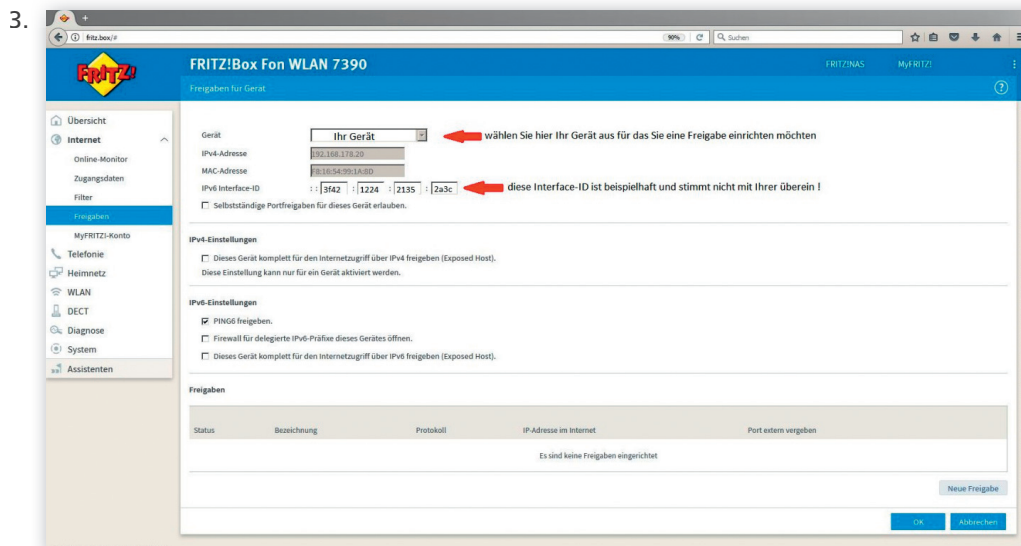 3.
fritz.box/#
90%
Suchen
FRITZ!
FRITZ!Box Fon WLAN 7390
FRITZ!NAS
MyFRITZ!
Freigaben für Gerät
Übersicht
Internet
Online-Monitor
Zugangsdaten
Filter
Freigaben
MyFRITZ!-Konto
Telefonie
Heimnetz
WLAN
DECT
Diagnose
System
Assistenten
Gerät Ihr Gerät wählen Sie hier Ihr Gerät aus für das Sie eine Freigabe einrichten möchten
IPv4-Adresse 192.168.178.20
MAC-Adresse F8:16:54:99:1A:8D
IPv6 Interface-ID : : 3f42 : 1224 : 2135 : 2a3c diese Interface-ID ist beispielhaft und stimmt nicht mit Ihrer überein !
Selbstständige Portfreigaben für dieses Gerät erlauben.
IPv4-Einstellungen
Dieses Gerät komplett für den Internetzugriff über IPv4 freigeben (Exposed Host).
Diese Einstellung kann nur für ein Gerät aktiviert werden.
IPv6-Einstellungen
PING6 freigeben.
Firewall für delegierte IPv6-Präfixe dieses Gerätes öffnen.
Dieses Gerät komplett für den Internetzugriff über IPv6 freigeben (Exposed Host).
Freigaben
Status Bezeichnung Protokoll IP-Adresse im Internet Port extern vergeben
Es sind keine Freigaben eingerichtet
Neue Freigabe
OK
Abbrechen